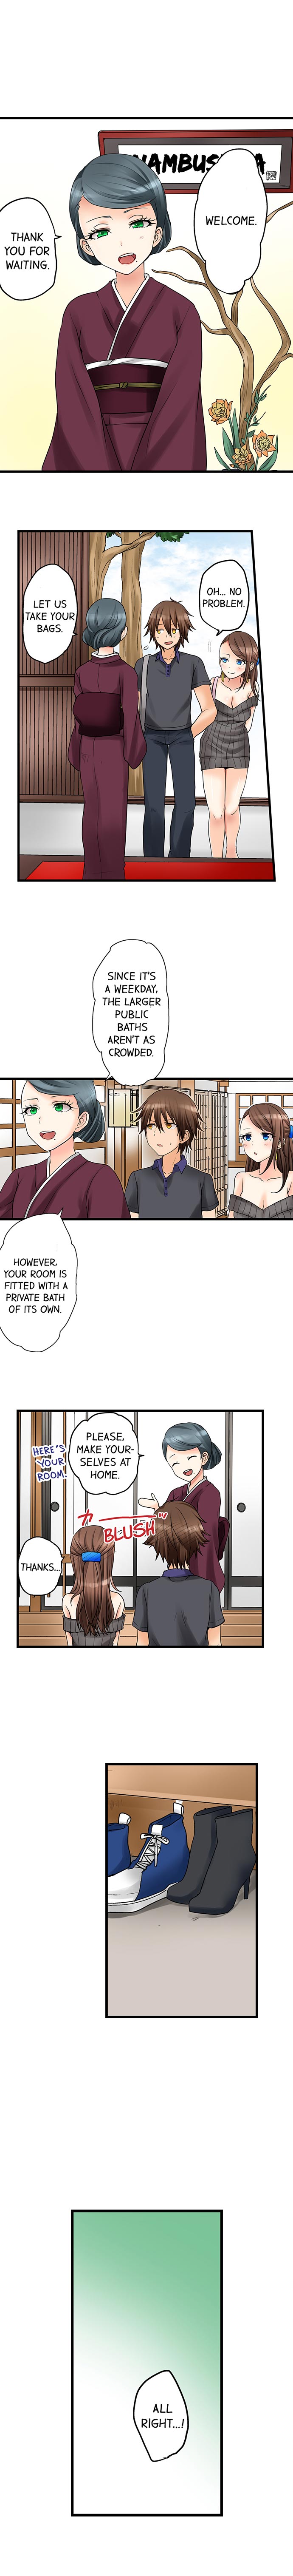 WELCOME.
THANK
YOU FOR
WAITING.
LET US
TAKE YOUR
BAGS.
OH... NO
PROBLEM.
SINCE IT'S
A WEEKDAY,
THE LARGER
PUBLIC
BATHS
AREN'T AS
CROWDED.
HOWEVER,
YOUR ROOM IS
FITTED WITH A
PRIVATE BATH
OF ITS OWN.
PLEASE,
MAKE YOUR-
SELVES AT
HOME.
HERE'S
YOUR
ROOM.
BLUSH
THANKS...
ALL
RIGHT...!